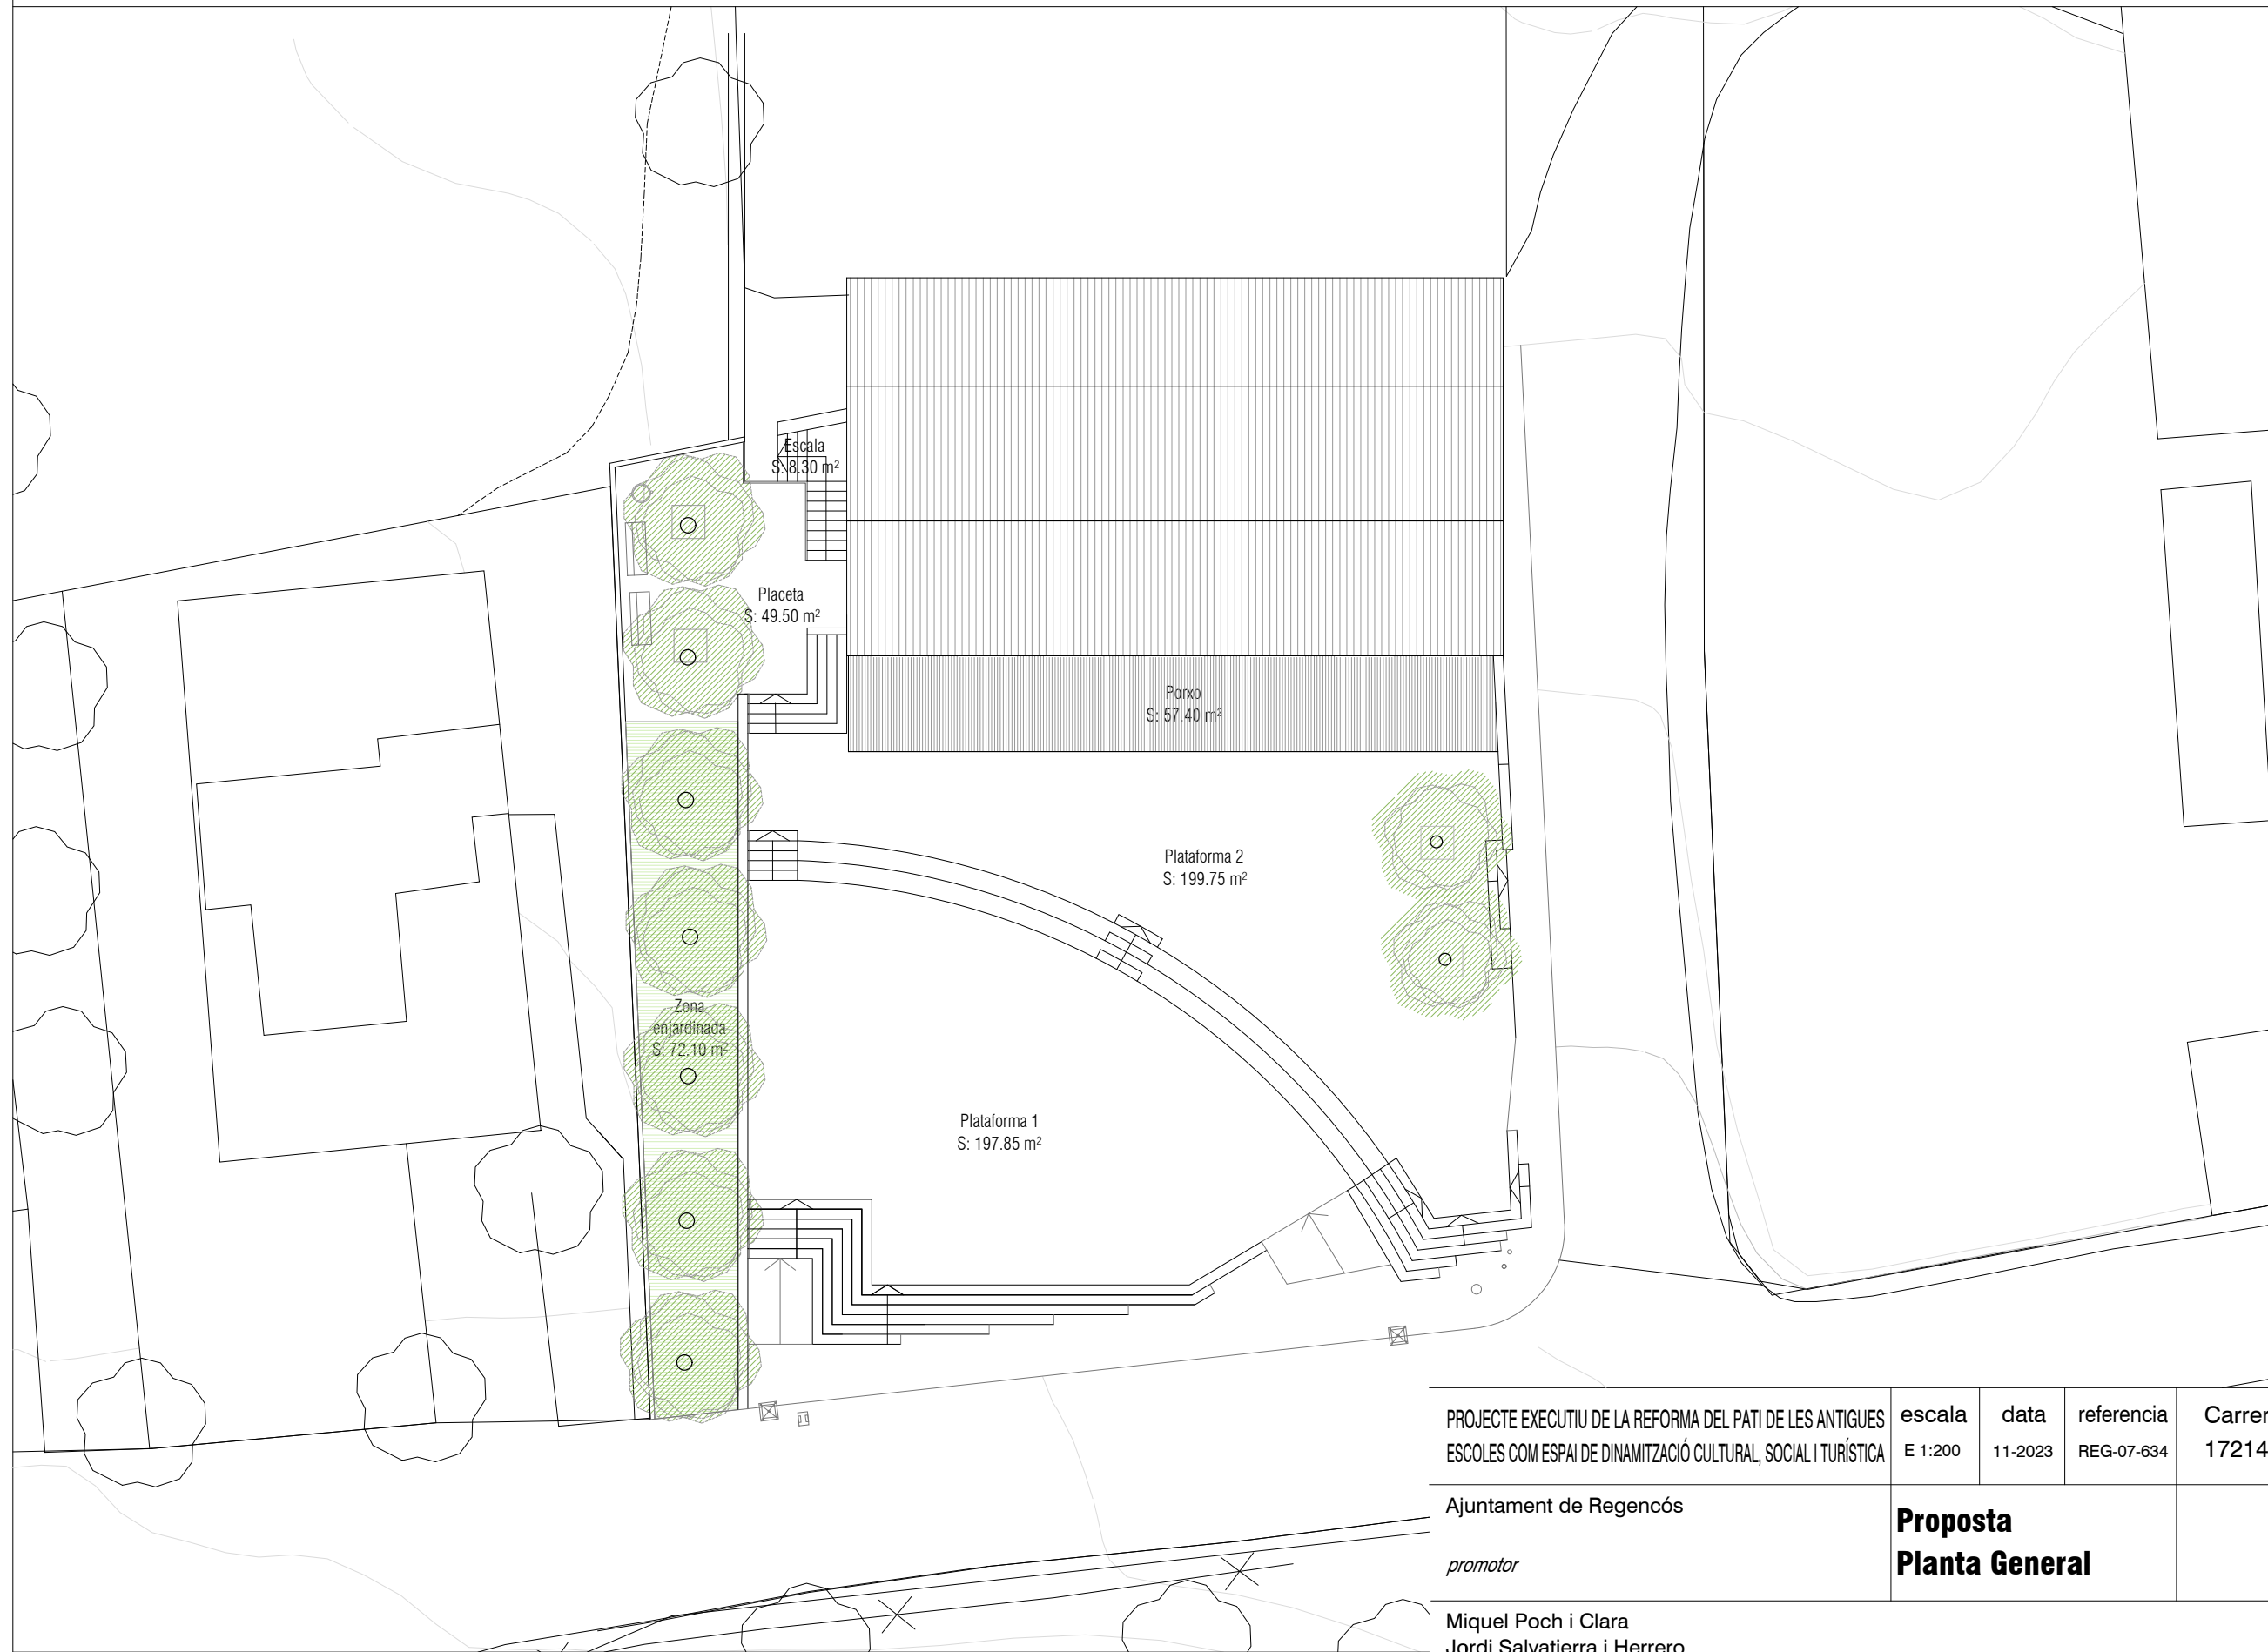 Escala
S: 8.30 m²
Placeta
S: 49.50 m²
Porxo
S: 57.40 m²
Plataforma 2
S: 199.75 m²
Zona
enjardinada
S: 72.10 m²
Plataforma 1
S: 197.85 m²
PROJECTE EXECUTIU DE LA REFORMA DEL PATI DE LES ANTIGUES
ESCOLES COM ESPAI DE DINAMITZACIÓ CULTURAL, SOCIAL I TURÍSTICA
escala
E 1:200
data
11-2023
referencia
REG-07-634
Carrer
17214
Ajuntament de Regencós
promotor
Proposta
Planta General
Miquel Poch i Clara
Jordi Salvatierra i Herrero